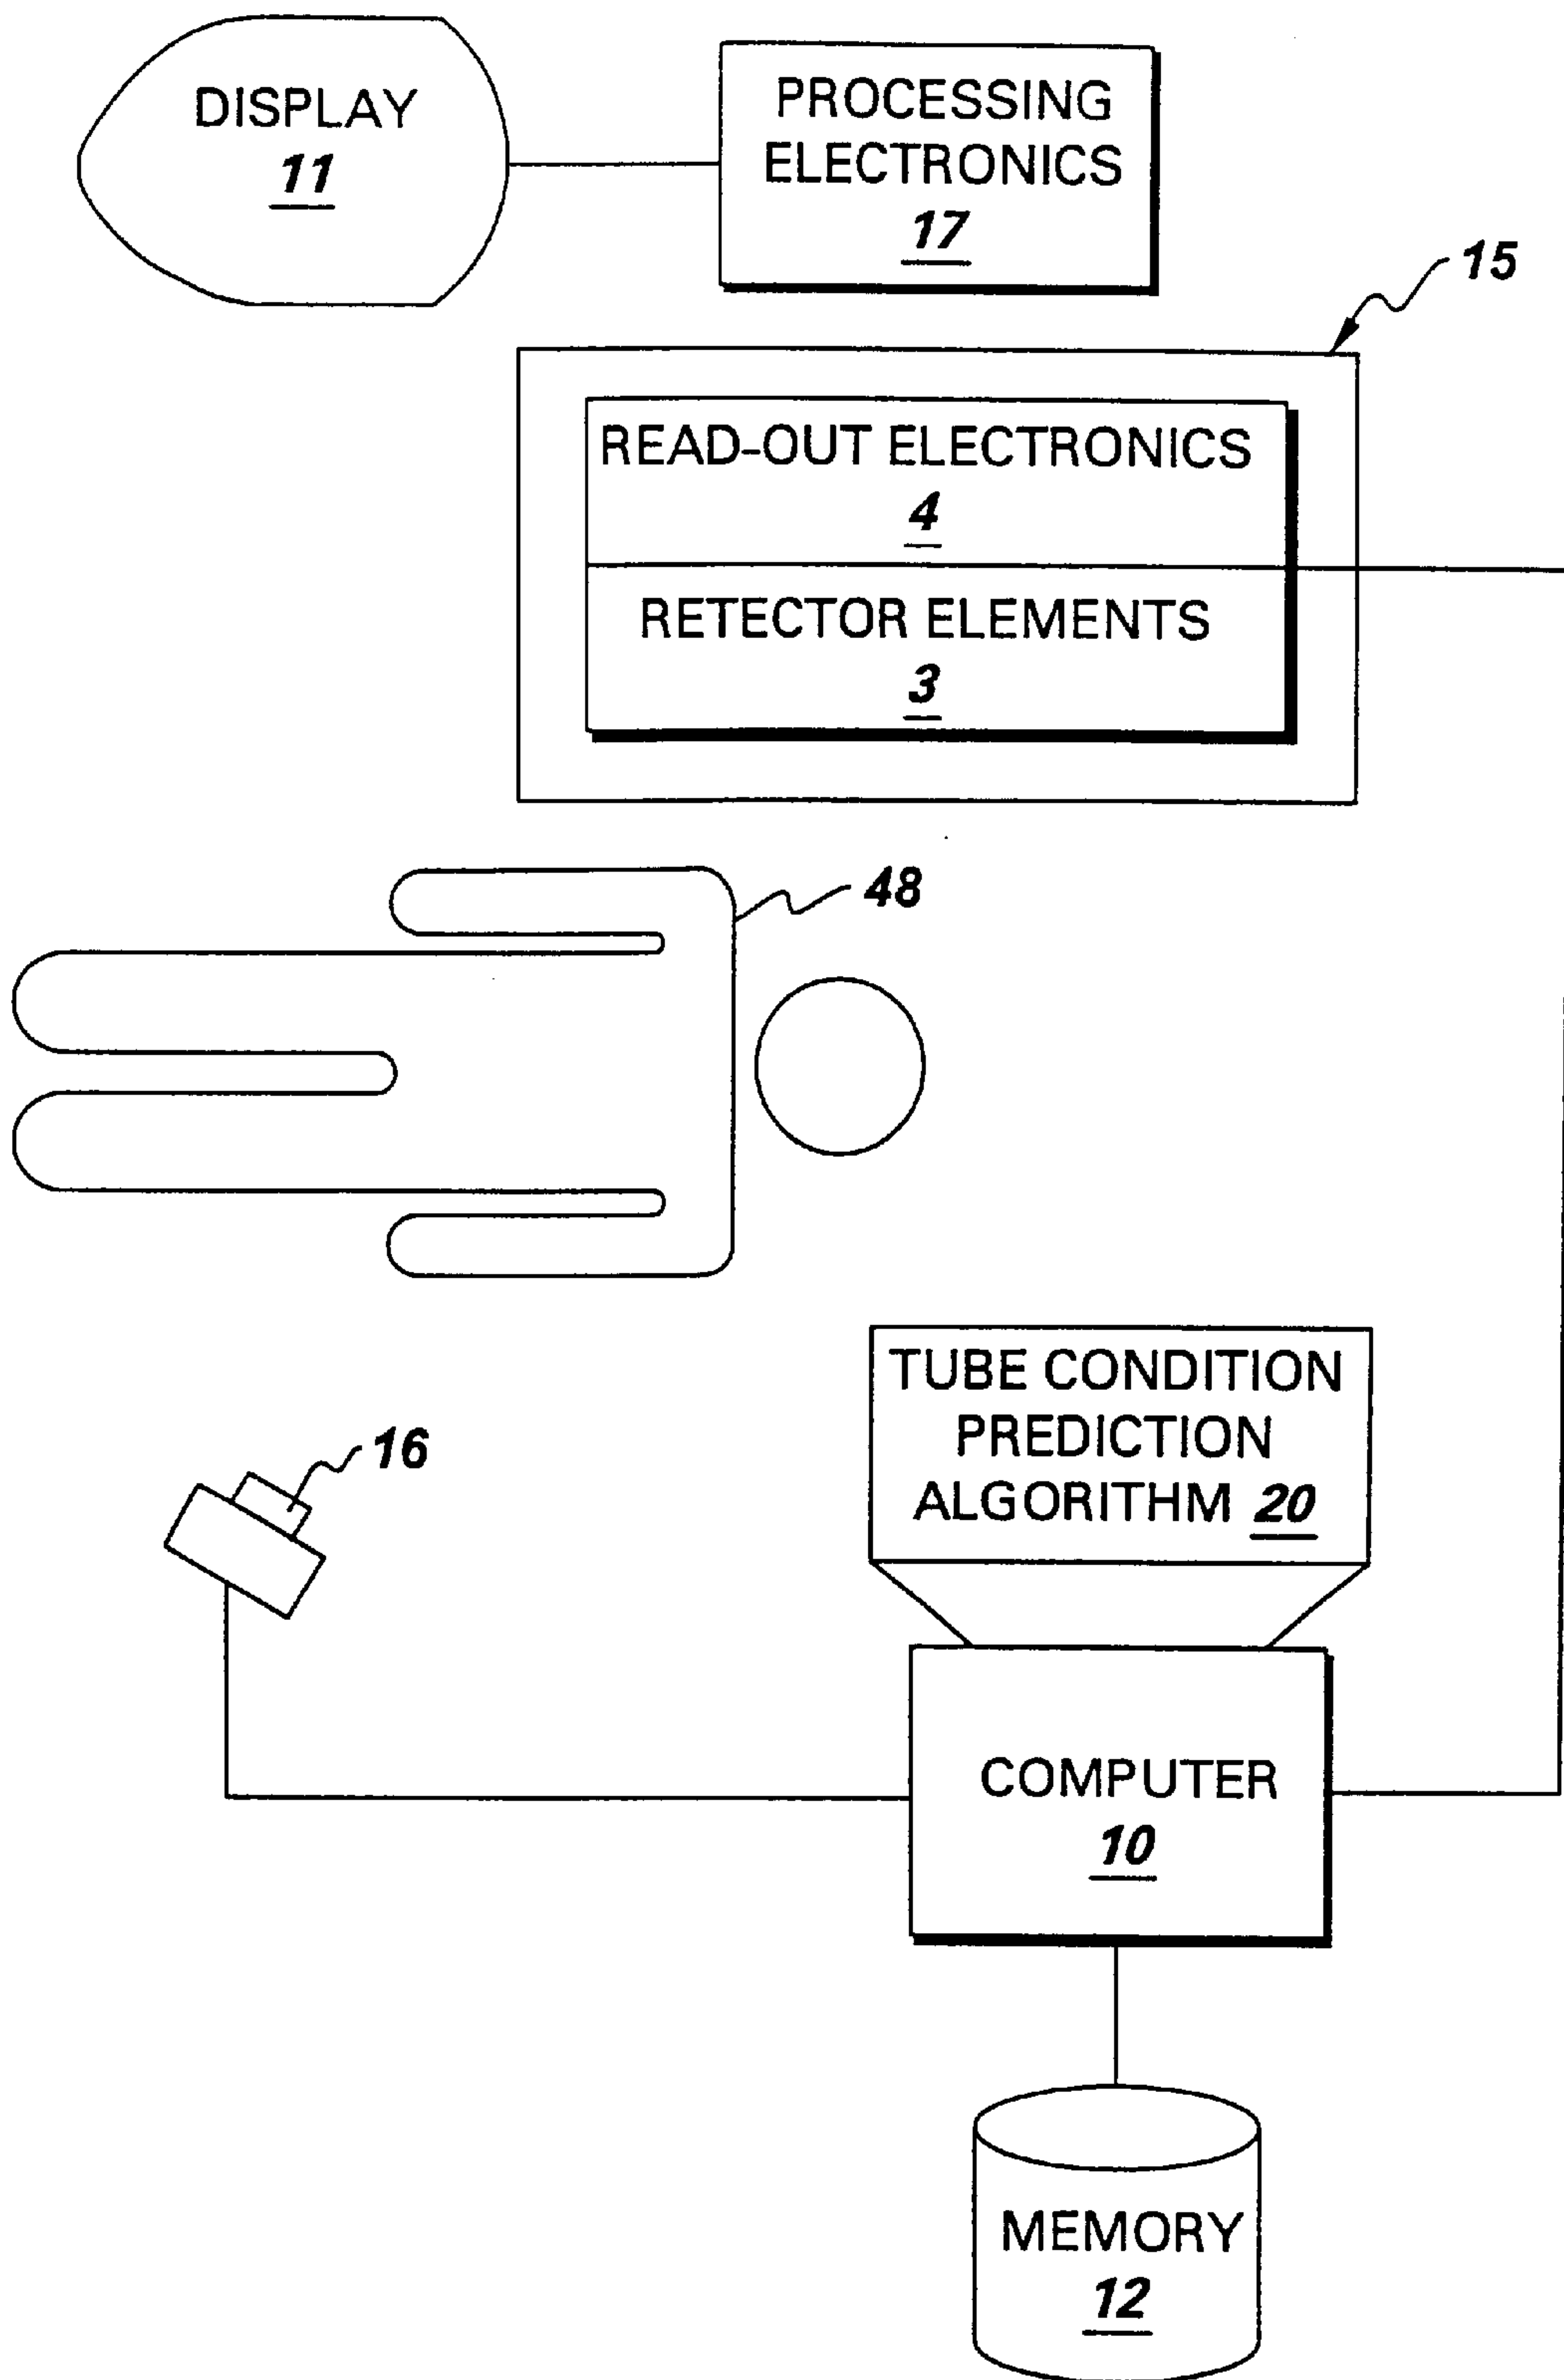 DISPLAY
11
PROCESSING
ELECTRONICS
17
15
READ-OUT ELECTRONICS
4
RETECTOR ELEMENTS
3
48
16
TUBE CONDITION
PREDICTION
ALGORITHM 20
COMPUTER
10
MEMORY
12